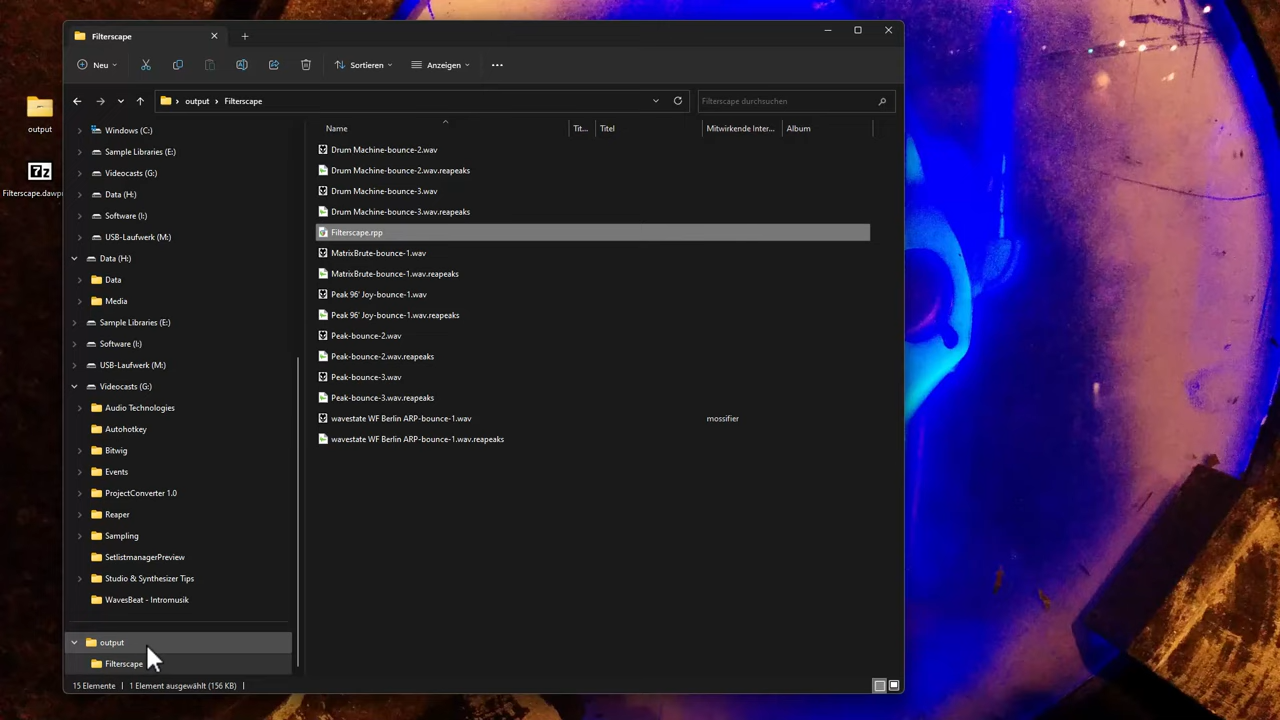 Filterscape
Neu
Sortieren
Anzeigen
output
Filterscape
Filterscape durchsuchen
Name
Tit...
Titel
Mitwirkende Inter...
Album
output
Filterscape.dawpr
Windows (C:)
Sample Libraries (E:)
Videocasts (G:)
Data (H:)
Software (I:)
USB-Laufwerk (M:)
Data (H:)
Data
Media
Sample Libraries (E:)
Software (I:)
USB-Laufwerk (M:)
Videocasts (G:)
Audio Technologies
Autohotkey
Bitwig
Events
ProjectConverter 1.0
Reaper
Sampling
SetlistmanagerPreview
Studio & Synthesizer Tips
WavesBeat - Intromusik
output
Filterscape
Drum Machine-bounce-2.wav
Drum Machine-bounce-2.wav.reapeaks
Drum Machine-bounce-3.wav
Drum Machine-bounce-3.wav.reapeaks
Filterscape.rpp
MatrixBrute-bounce-1.wav
MatrixBrute-bounce-1.wav.reapeaks
Peak 96' Joy-bounce-1.wav
Peak 96' Joy-bounce-1.wav.reapeaks
Peak-bounce-2.wav
Peak-bounce-2.wav.reapeaks
Peak-bounce-3.wav
Peak-bounce-3.wav.reapeaks
wavestate WF Berlin ARP-bounce-1.wav mossifier
wavestate WF Berlin ARP-bounce-1.wav.reapeaks
15 Elemente
1 Element ausgewählt (156 KB)